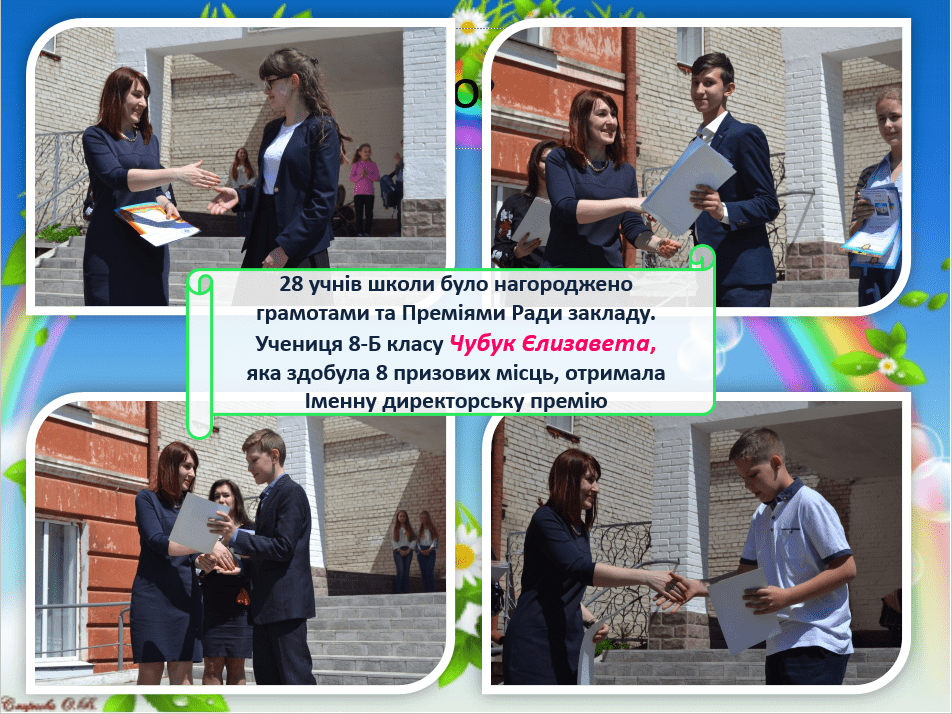 28 учнів школи було нагороджено
грамотами та Преміями Ради закладу.
Учениця 8-Б класу Чубук Єлизавета,
яка здобула 8 призових місць, отримала
Іменну директорську премію